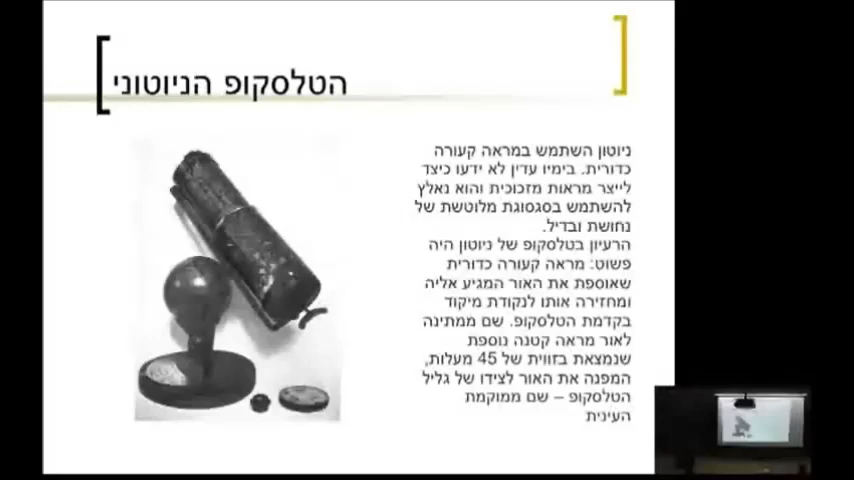 הטלסקופ הניוטוני
ניוטון השתמש במראה קעורה
כדורית. בימיו עדין לא ידעו כיצד
לייצר מראות מזכוכית והוא נאלץ
להשתמש בסגסוגת מלוטשת של
נחושת ובדיל.
הרעיון בטלסקופ של ניוטון היה
פשוט: מראה קעורה כדורית
שאוספת את האור המגיע אליה
ומחזירה אותו לנקודת מיקוד
בקדמת הטלסקופ. שם ממתינה
לאור מראה קטנה נוספת
שנמצאת בזווית של 45 מעלות,
המפנה את האור לצידו של גליל
הטלסקופ – שם ממוקמת
העינית